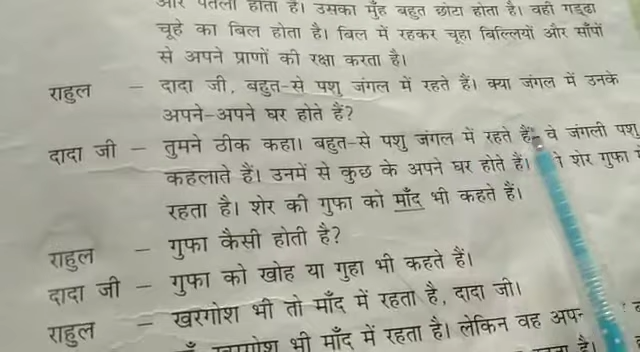 और पतला होता है। उसका मुँह बहुत छोटा होता है। वही गड्ढा
चूहे का बिल होता है। बिल में रहकर चूहा बिल्लियों और साँपों
से अपने प्राणों की रक्षा करता है।
राहुल – दादा जी, बहुत-से पशु जंगल में रहते हैं। क्या जंगल में उनके
अपने-अपने घर होते हैं?
दादा जी – तुमने ठीक कहा। बहुत-से पशु जंगल में रहते हैं वे जंगली पशु
कहलाते हैं। उनमें से कुछ के अपने घर होते हैं। शेर गुफा
रहता है। शेर की गुफा को माँद भी कहते हैं।
राहुल – गुफा कैसी होती है?
दादा जी – गुफा को खोह या गुहा भी कहते हैं।
राहुल – खरगोश भी तो माँद में रहता है, दादा जी।
खरगोश भी माँद में रहता है। लेकिन वह